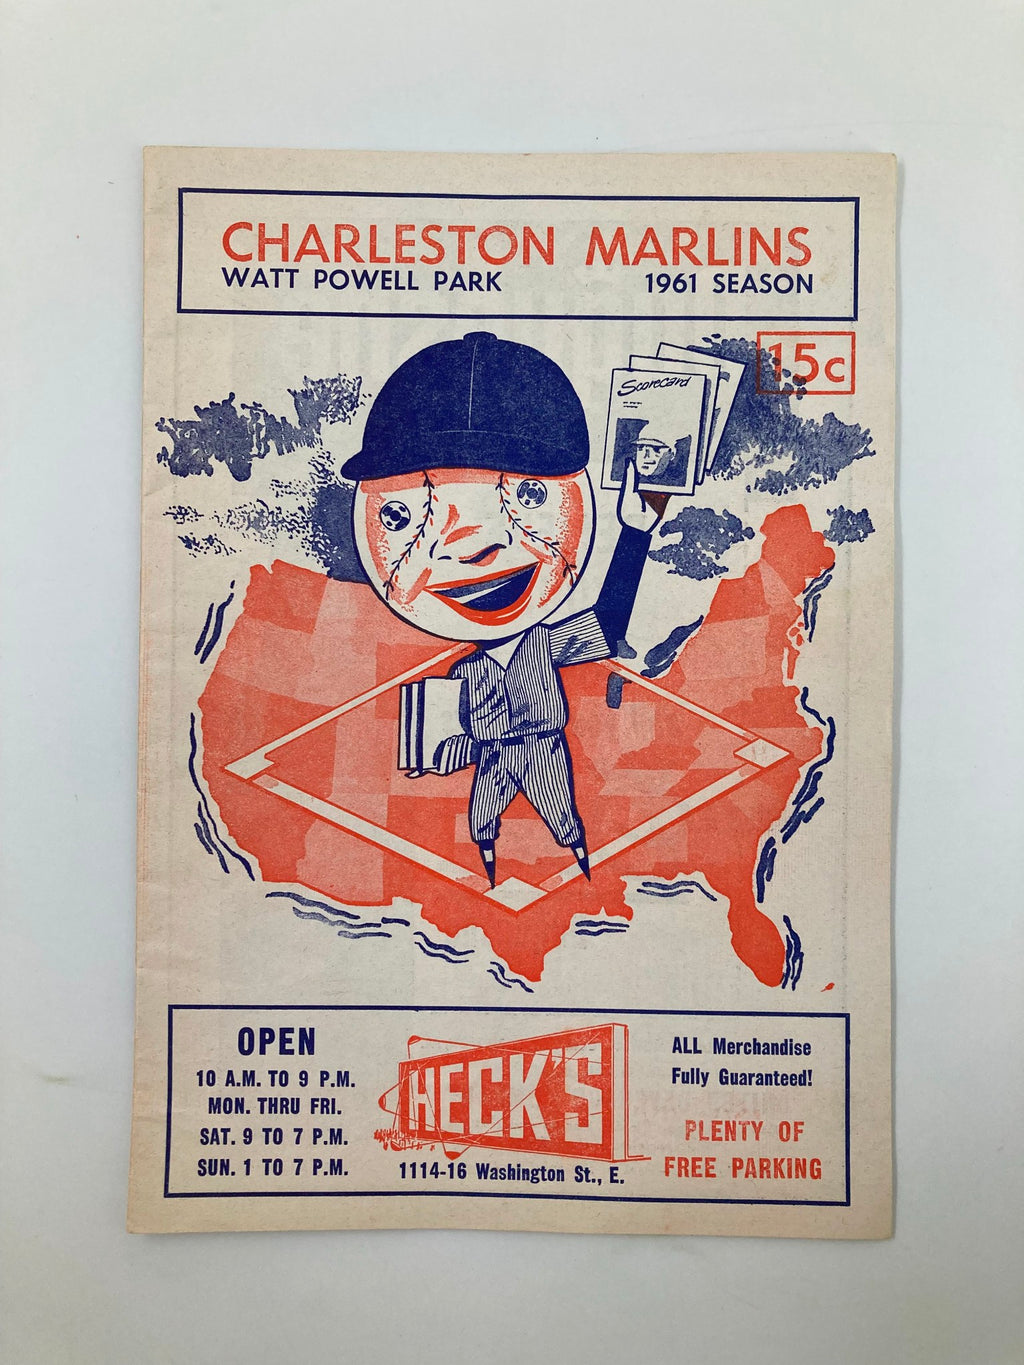 CHARLESTON MARLINS
WATT POWELL PARK 1961 SEASON
15c
Scorecard
OPEN
10 A.M. TO 9 P.M.
MON. THRU FRI.
SAT. 9 TO 7 P.M.
SUN. 1 TO 7 P.M.
HECK'S
1114-16 Washington St., E.
ALL Merchandise
Fully Guaranteed!
PLENTY OF
FREE PARKING